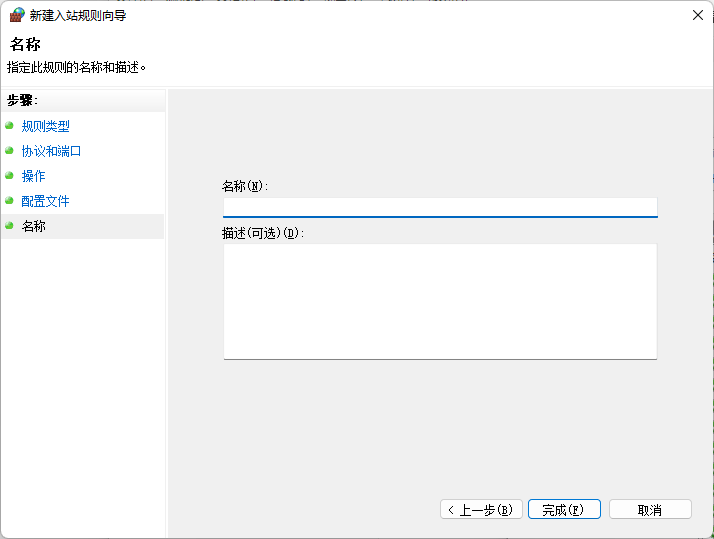 新建入站规则向导
名称
指定此规则的名称和描述。
步骤:
规则类型
协议和端口
操作
配置文件
名称
名称(N):
描述(可选)(D):
< 上一步(B)
完成(F)
取消